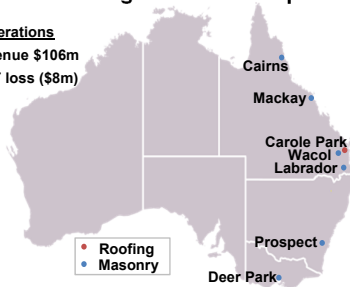 erations
enue $106m
loss ($8m)
Cairns
Mackay
Carole Park
Wacol
Labrador
Prospect
Deer Park
Roofing
Masonry